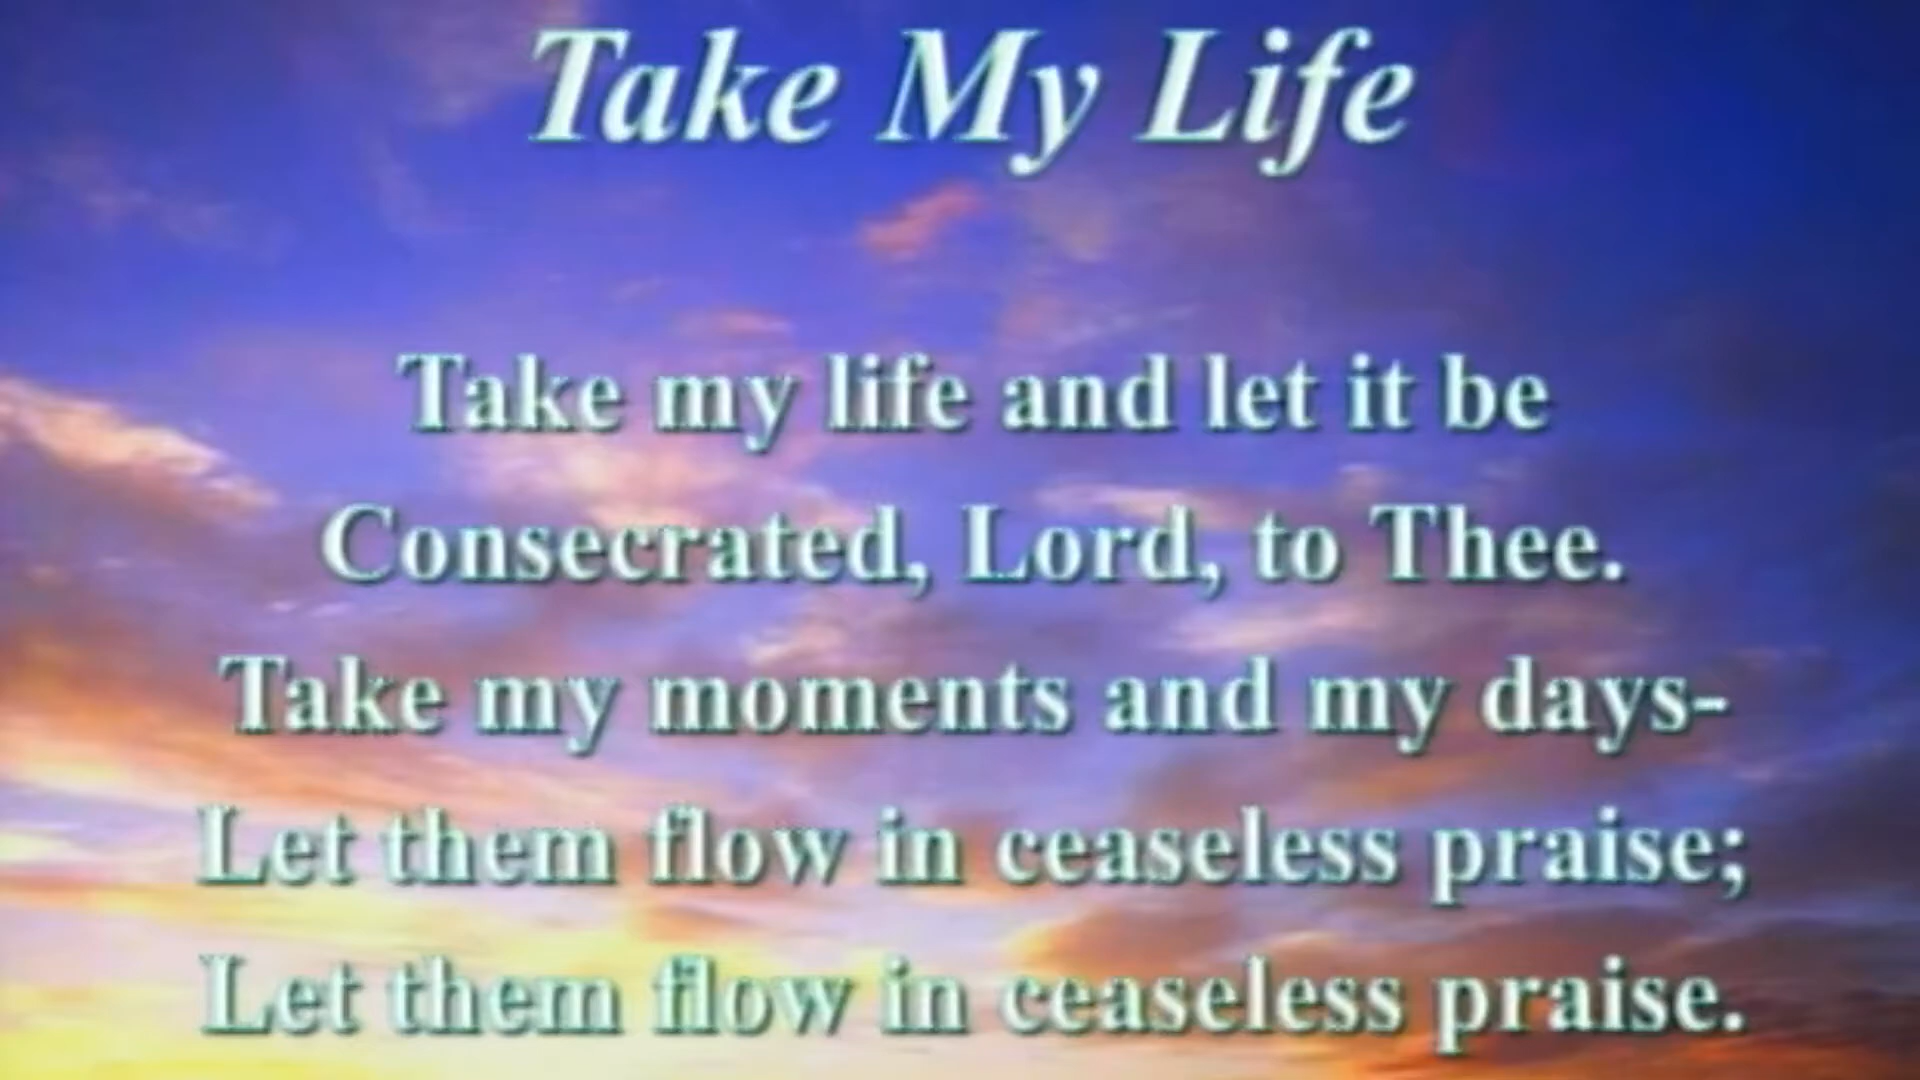 Take My Life
Take my life and let it be
Consecrated, Lord, to Thee.
Take my moments and my days-
Let them flow in ceaseless praise;
Let them flow in ceaseless praise.